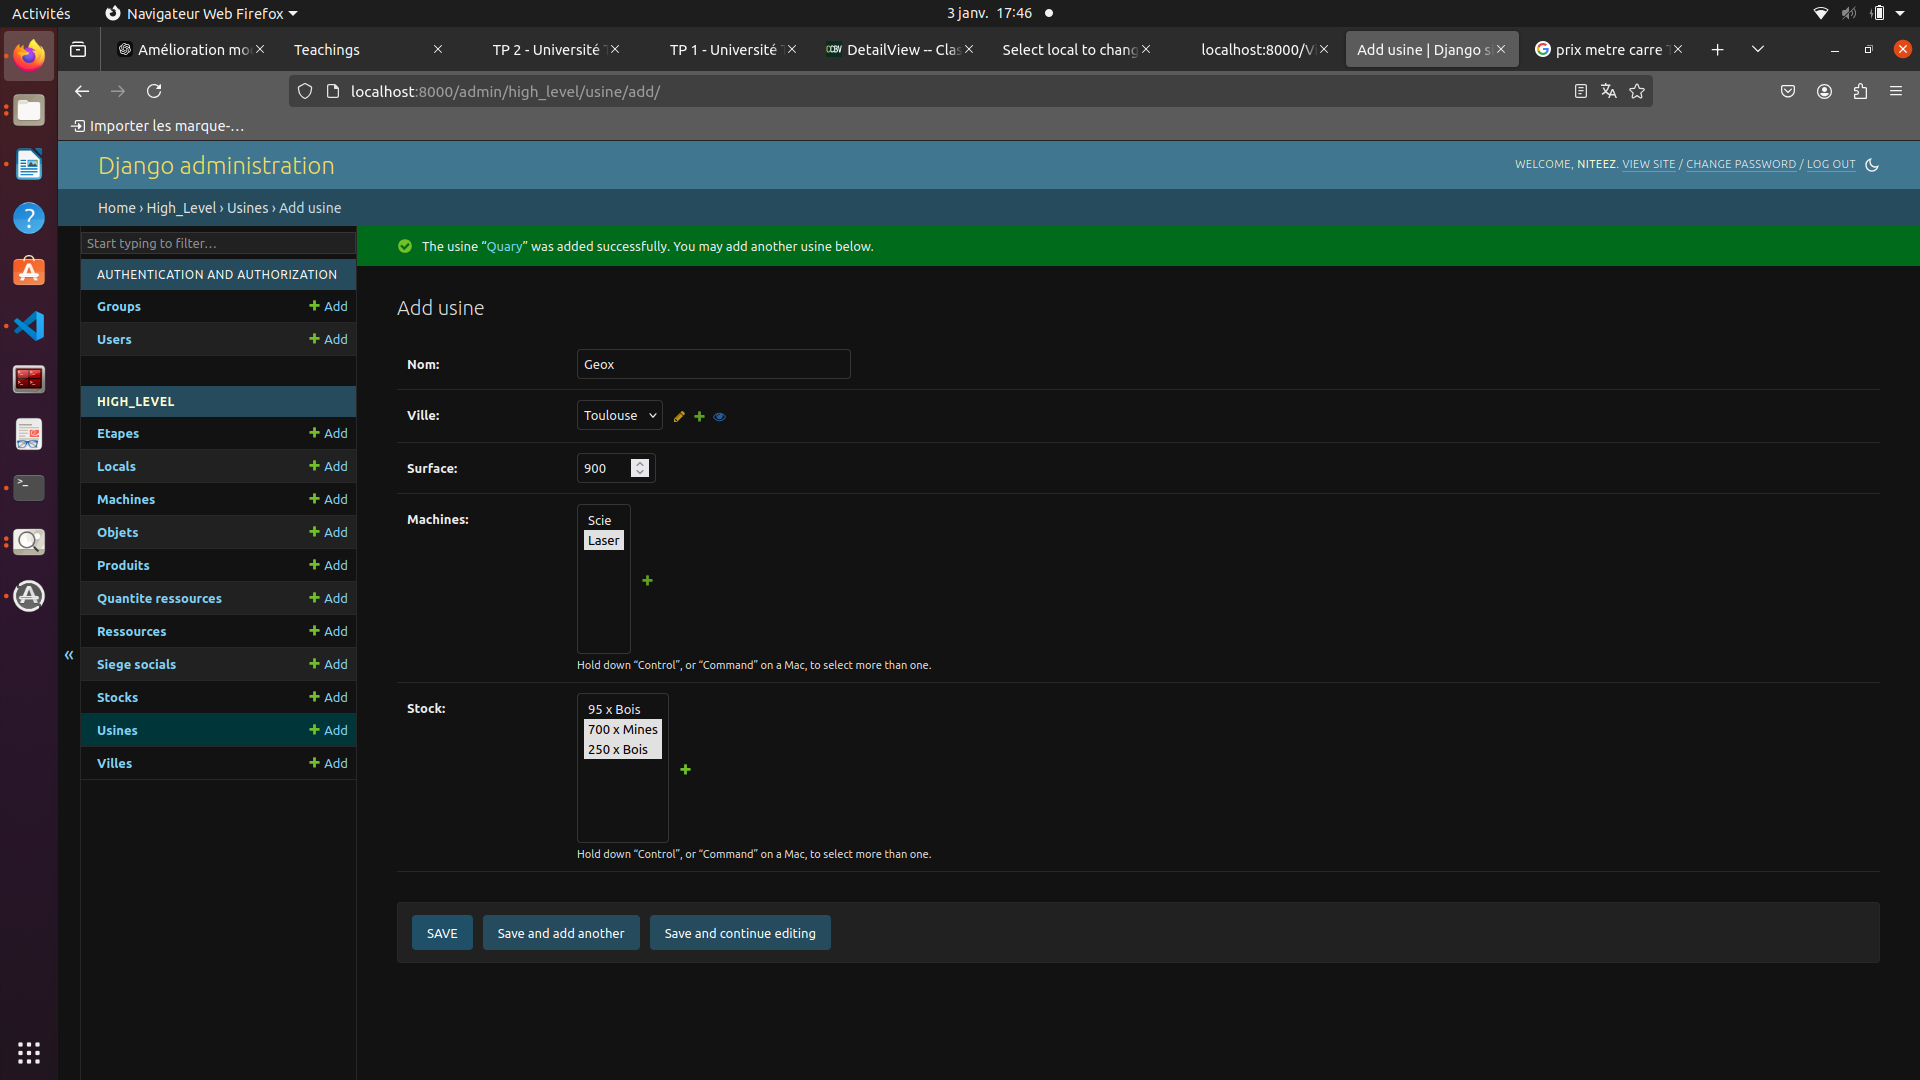 Activités
Navigateur Web Firefox
3 janv. 17:46
Amélioration mo
Teachings
TP 2 - Université
TP 1 - Université
CCBV DetailView -- Clas
Select local to chang
localhost:8000/V
Add usine | Django s
prix metre carre
localhost:8000/admin/high_level/usine/add/
Importer les marque-…
Django administration
WELCOME, NITEEZ. VIEW SITE / CHANGE PASSWORD / LOG OUT
Home › High_Level › Usines › Add usine
Start typing to filter…
AUTHENTICATION AND AUTHORIZATION
Groups + Add
Users + Add
HIGH_LEVEL
Etapes + Add
Locals + Add
Machines + Add
Objets + Add
Produits + Add
Quantite ressources + Add
Ressources + Add
Siege socials + Add
Stocks + Add
Usines + Add
Villes + Add
«
The usine “Quary” was added successfully. You may add another usine below.
Add usine
Nom: Geox
Ville: Toulouse
Surface: 900
Machines:
Scie
Laser
Hold down “Control”, or “Command” on a Mac, to select more than one.
Stock:
95 x Bois
700 x Mines
250 x Bois
Hold down “Control”, or “Command” on a Mac, to select more than one.
SAVE
Save and add another
Save and continue editing